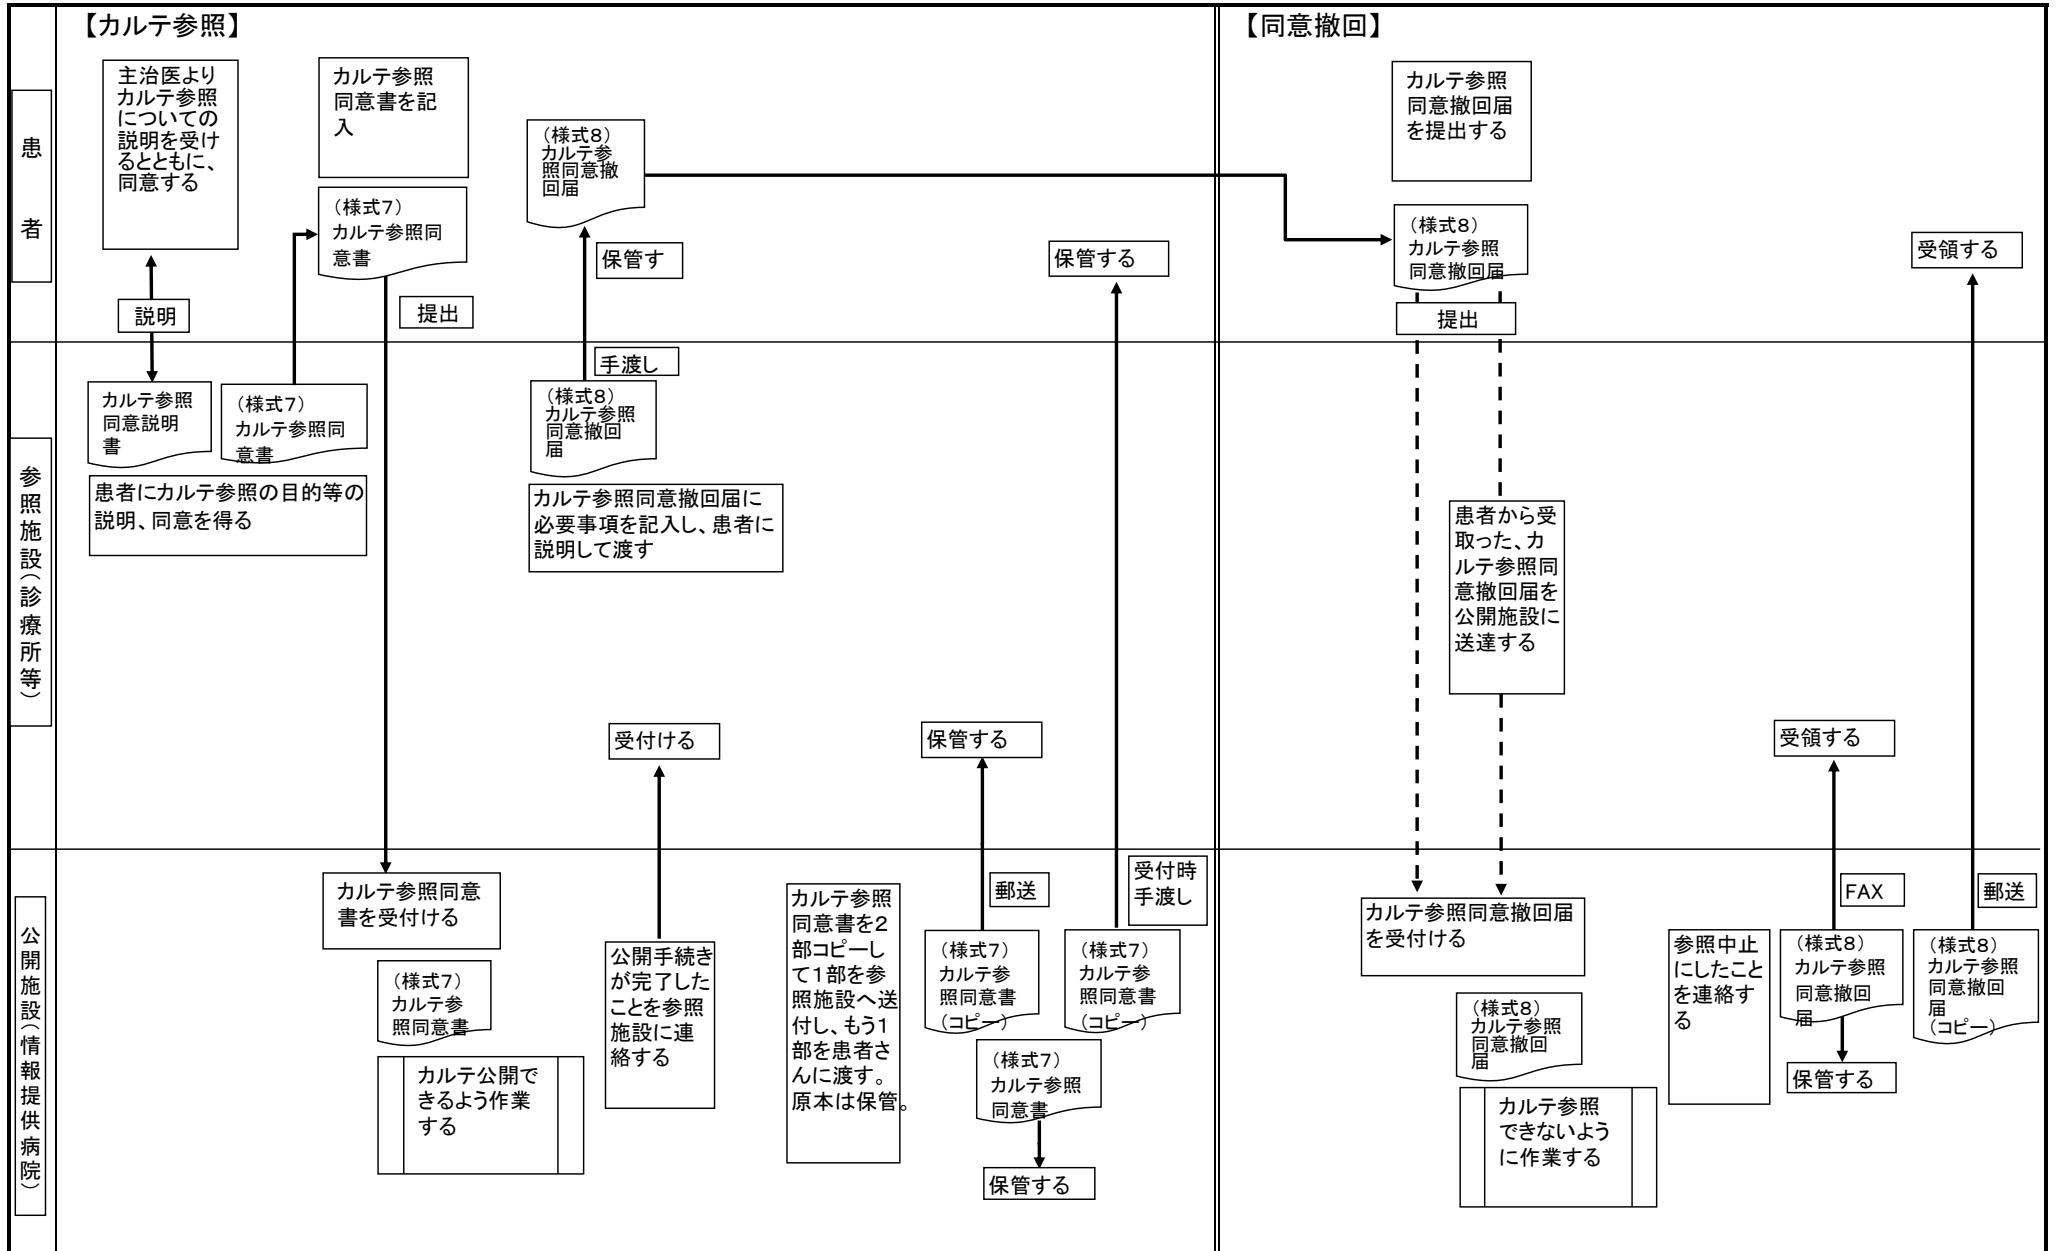 【カルテ参照】
患
者
主治医より
カルテ参照
についての
説明を受け
るとともに、
同意する
カルテ参照
同意書を記
入
(様式7)
カルテ参照同
意書
(様式8)
カルテ参
照同意撤
回届
説明
提出
保管す
保管する
参照施設(診療所等)
カルテ参照
同意説明
書
(様式7)
カルテ参照同
意書
患者にカルテ参照の目的等の
説明、同意を得る
手渡し
(様式8)
カルテ参照
同意撤回
届
カルテ参照同意撤回届に
必要事項を記入し、患者に
説明して渡す
受付ける
保管する
公開施設(情報提供病院)
カルテ参照同意
書を受付ける
(様式7)
カルテ参
照同意書
カルテ公開で
きるよう作業
する
公開手続き
が完了した
ことを参照
施設に連
絡する
カルテ参照
同意書を2
部コピーし
て1部を参
照施設へ送
付し、もう1
部を患者さ
んに渡す。
原本は保管。
郵送
(様式7)
カルテ参
照同意書
(コピー)
受付時
手渡し
(様式7)
カルテ参
照同意書
(コピー)
(様式7)
カルテ参照
同意書
保管する
【同意撤回】
カルテ参照
同意撤回届
を提出する
(様式8)
カルテ参照
同意撤回届
提出
受領する
患者から受
取った、カ
ルテ参照同
意撤回届を
公開施設に
送達する
受領する
カルテ参照同意撤回届
を受付ける
(様式8)
カルテ参照
同意撤回
届
カルテ参照
できないよう
に作業する
参照中止
にしたこと
を連絡す
る
FAX
(様式8)
カルテ参照
同意撤回
届
保管する
郵送
(様式8)
カルテ参照
同意撤回
届
(コピー)